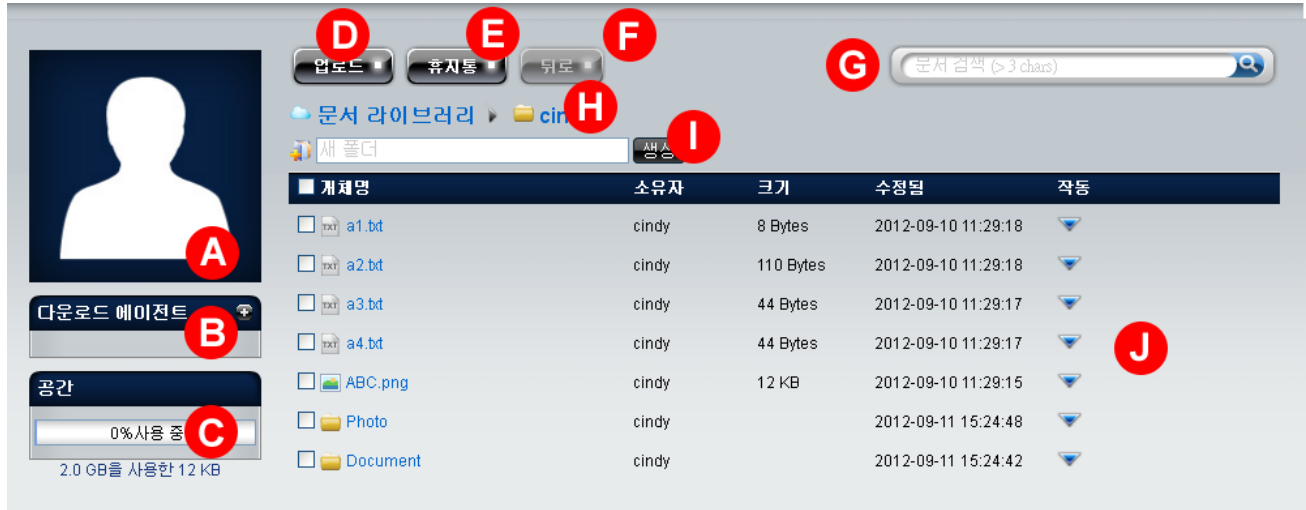 D E F
업로드 휴지통 뒤로 G 문서 검색 (> 3 chars)
문서 라이브러리 H
새 폴더 I
개체명 소유자 크기 수정됨 작동
a1.txt cindy 8 Bytes 2012-09-10 11:29:18
A
a2.txt cindy 110 Bytes 2012-09-10 11:29:18
다운로드 에이전트 B
a3.txt cindy 44 Bytes 2012-09-10 11:29:17
a4.txt cindy 44 Bytes 2012-09-10 11:29:17 J
공간
ABC.png cindy 12 KB 2012-09-10 11:29:15
0%사용 중 C
Photo cindy 2012-09-11 15:24:48
2.0 GB을 사용한 12 KB
Document cindy 2012-09-11 15:24:42